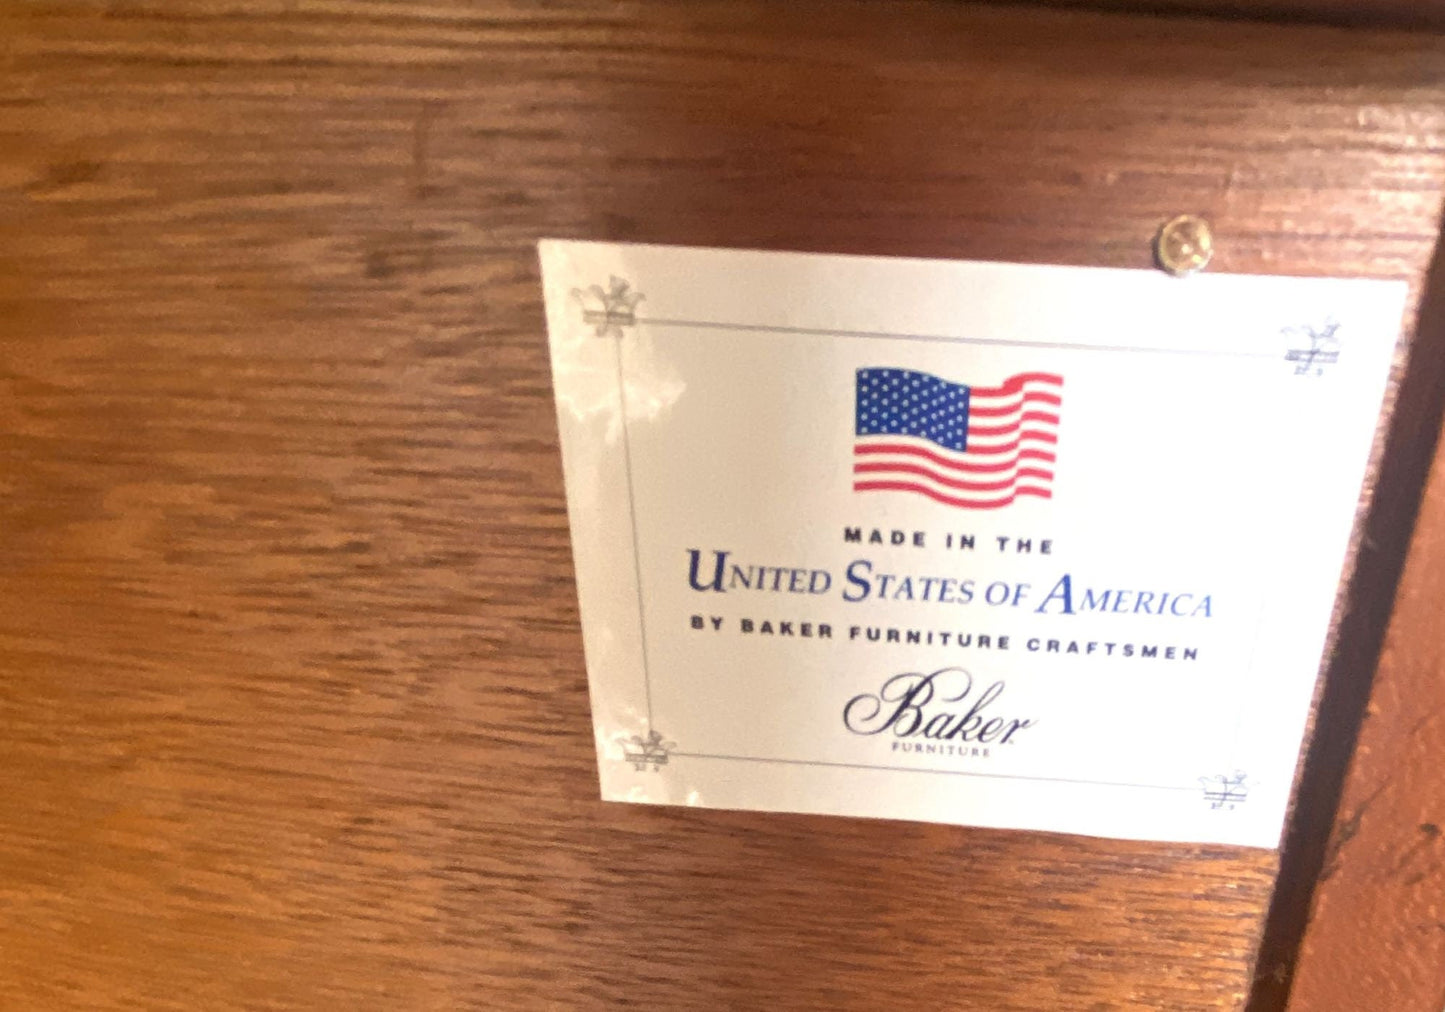 MADE IN THE
UNITED STATES OF AMERICA
BY BAKER FURNITURE CRAFTSMEN
Baker
FURNITURE